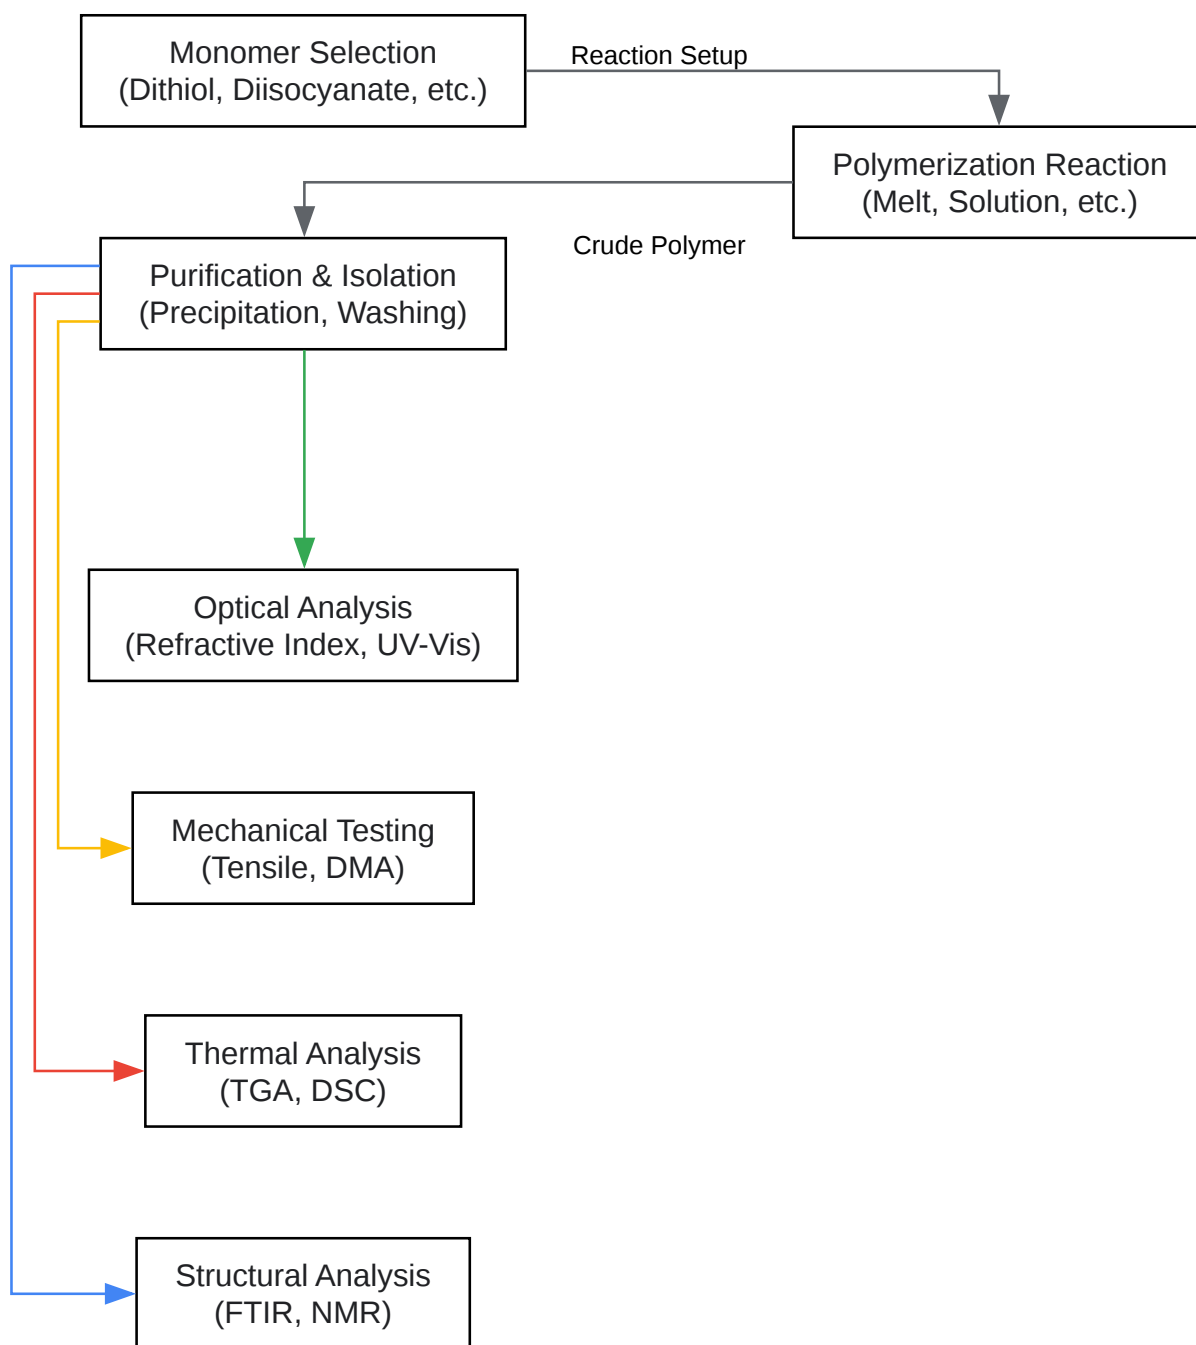 Monomer Selection
(Dithiol, Diisocyanate, etc.)
Reaction Setup
Polymerization Reaction
(Melt, Solution, etc.)
Crude Polymer
Purification & Isolation
(Precipitation, Washing)
Optical Analysis
(Refractive Index, UV-Vis)
Mechanical Testing
(Tensile, DMA)
Thermal Analysis
(TGA, DSC)
Structural Analysis
(FTIR, NMR)